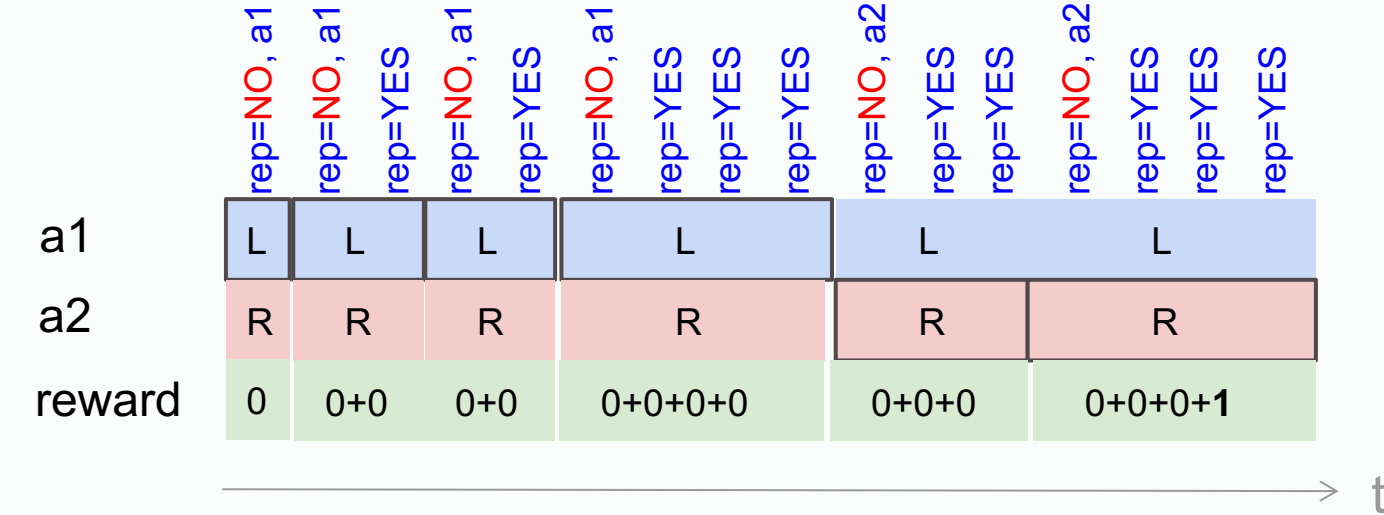 rep=NO, a1
rep=NO, a1
rep=YES
rep=NO, a1
rep=YES
rep=NO, a1
rep=YES
rep=YES
rep=YES
rep=NO, a2
rep=YES
rep=YES
rep=NO, a2
rep=YES
rep=YES
rep=YES
a1 L L L L L L
a2 R R R R R R
reward 0 0+0 0+0 0+0+0+0 0+0+0 0+0+0+1
t